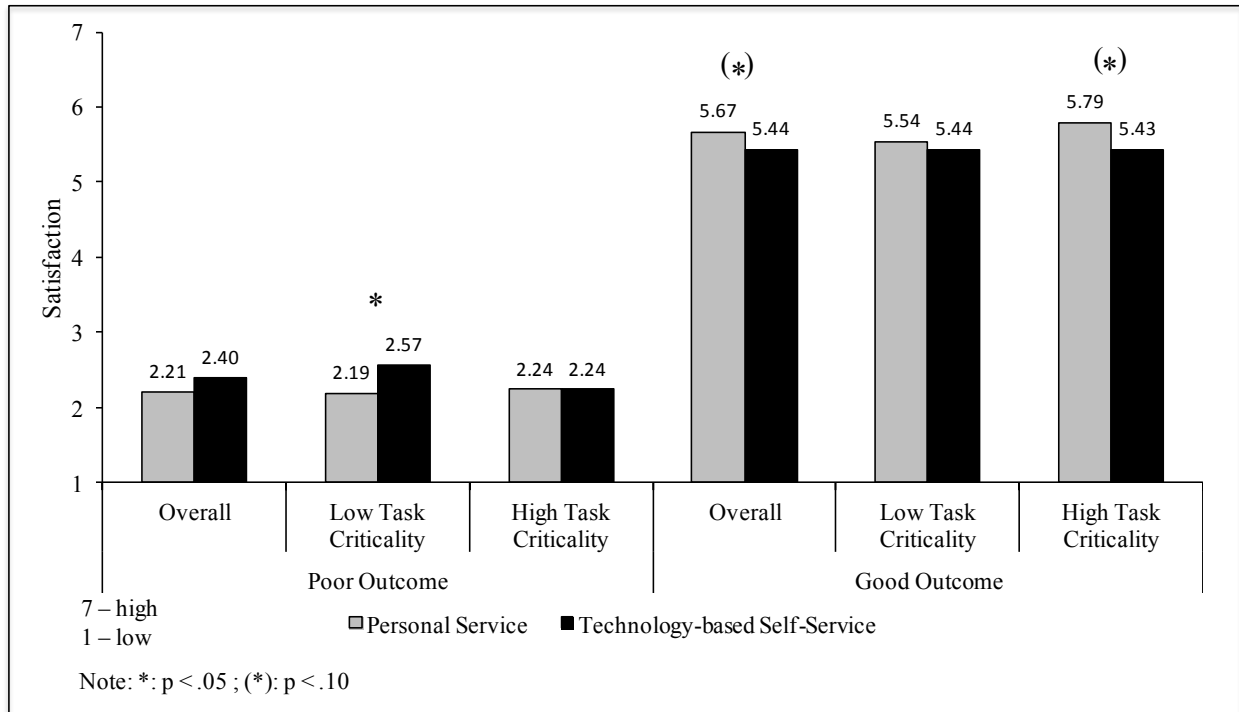 7
(*)
(*)
6
5.67
5.44
5.54
5.44
5.79
5.43
5
Satisfaction
4
*
3
2.21
2.40
2.19
2.57
2.24
2.24
2
1
Overall
Low Task
Criticality
High Task
Criticality
Overall
Low Task
Criticality
High Task
Criticality
Poor Outcome
Good Outcome
7 – high
1 – low
Personal Service
Technology-based Self-Service
Note: *: p < .05 ; (*): p < .10